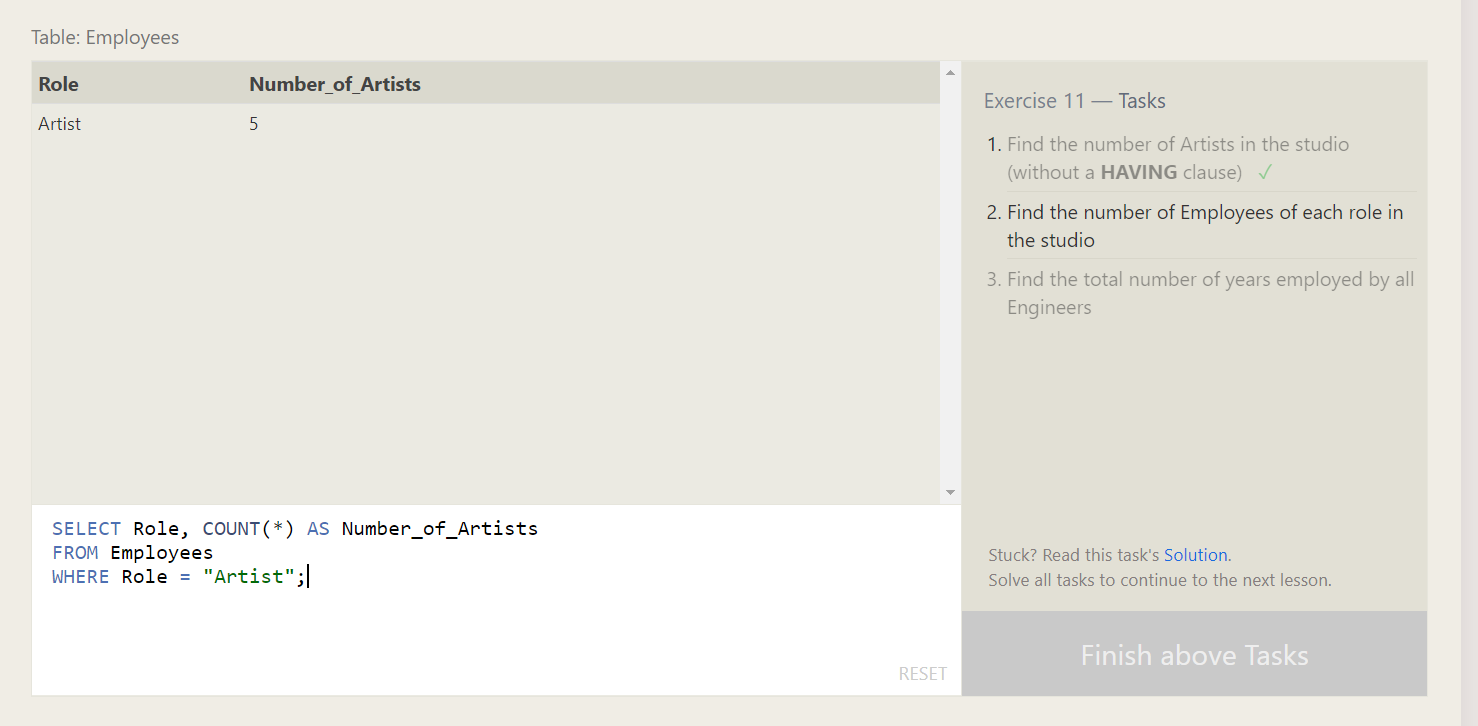 Table: Employees
Role Number_of_Artists
Artist 5
SELECT Role, COUNT(*) AS Number_of_Artists
FROM Employees
WHERE Role = "Artist";
RESET
Exercise 11 — Tasks
1. Find the number of Artists in the studio
(without a HAVING clause) ✓
2. Find the number of Employees of each role in
the studio
3. Find the total number of years employed by all
Engineers
Stuck? Read this task's Solution.
Solve all tasks to continue to the next lesson.
Finish above Tasks